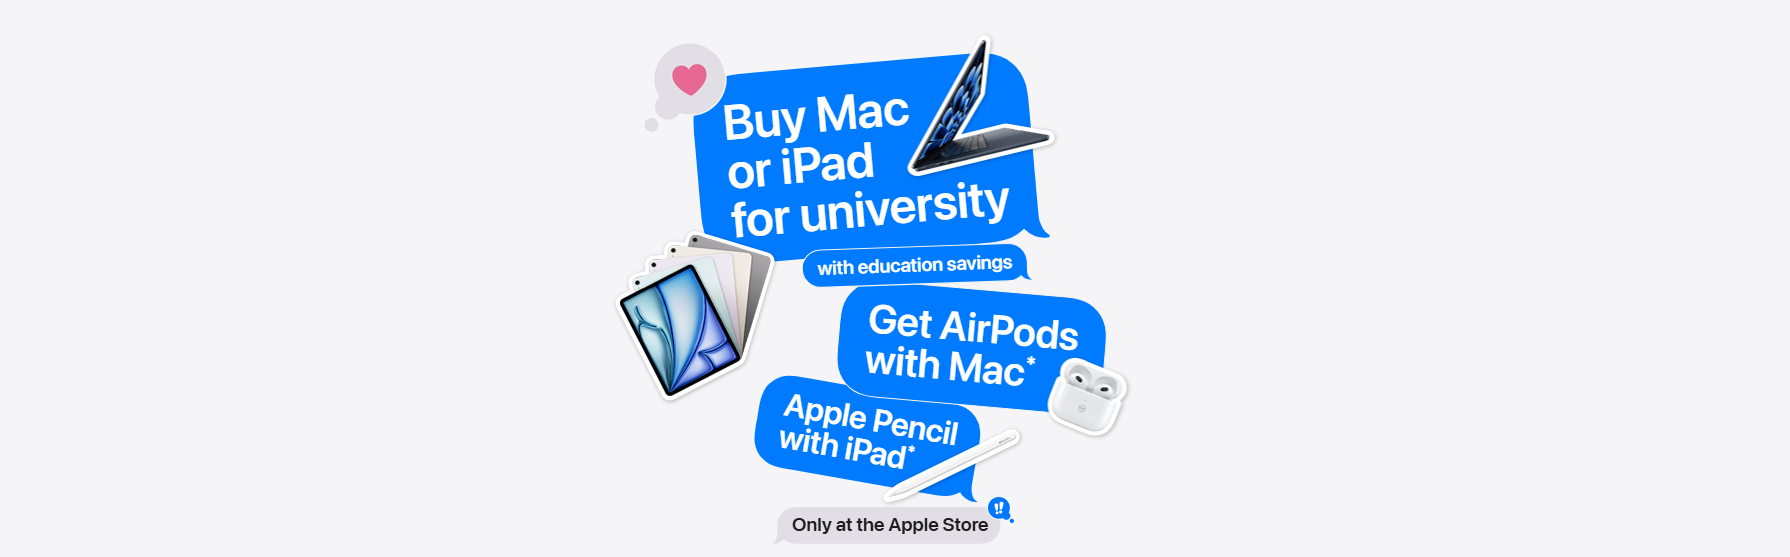 Buy Mac
or iPad
for university
with education savings
Get AirPods
with Mac*
Apple Pencil
with iPad*
Only at the Apple Store